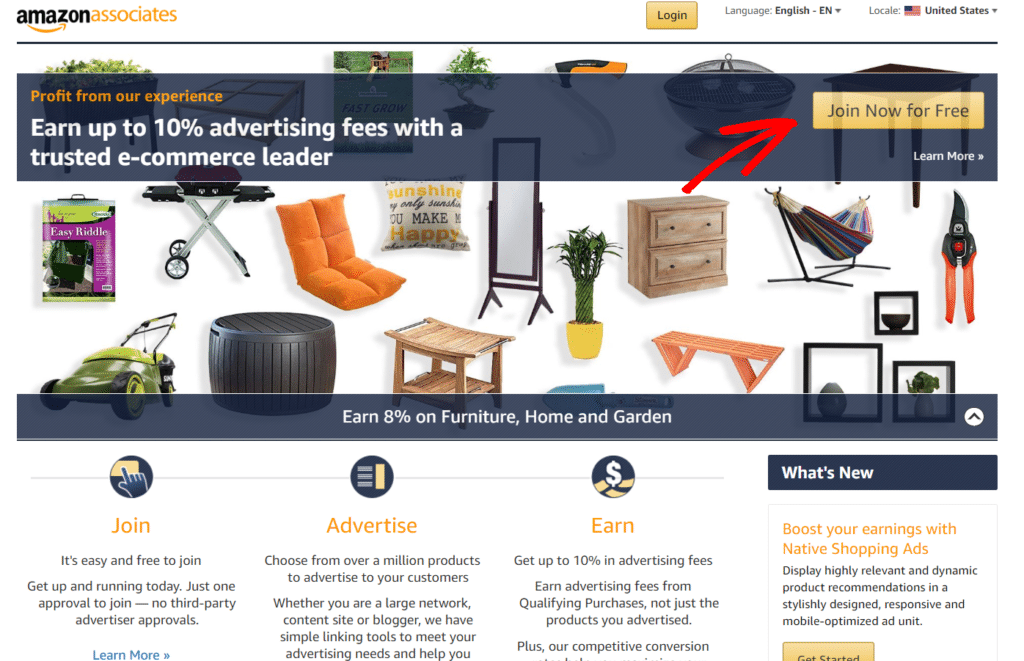 amazonassociates
Login
Language: English - EN
Locale: United States
Profit from our experience
Earn up to 10% advertising fees with a
trusted e-commerce leader
Join Now for Free
Learn More »
FAST GROW
sunshine
my only sunshine
YOU MAKE M
Happy
when skies are gray
Easy Riddle
Earn 8% on Furniture, Home and Garden
Join
It's easy and free to join
Get up and running today. Just one
approval to join — no third-party
advertiser approvals.
Learn More »
Advertise
Choose from over a million products
to advertise to your customers
Whether you are a large network,
content site or blogger, we have
simple linking tools to meet your
advertising needs and help you
Earn
Get up to 10% in advertising fees
Earn advertising fees from
Qualifying Purchases, not just the
products you advertised.
Plus, our competitive conversion
What's New
Boost your earnings with
Native Shopping Ads
Display highly relevant and dynamic
product recommendations in a
stylishly designed, responsive and
mobile-optimized ad unit.
Get Started